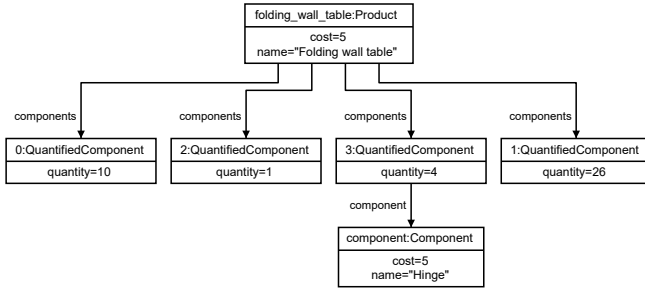 folding_wall_table:Product
cost=5
name="Folding wall table"
components
components
components
components
0:QuantifiedComponent
2:QuantifiedComponent
3:QuantifiedComponent
1:QuantifiedComponent
quantity=10
quantity=1
quantity=4
quantity=26
component
component:Component
cost=5
name="Hinge"